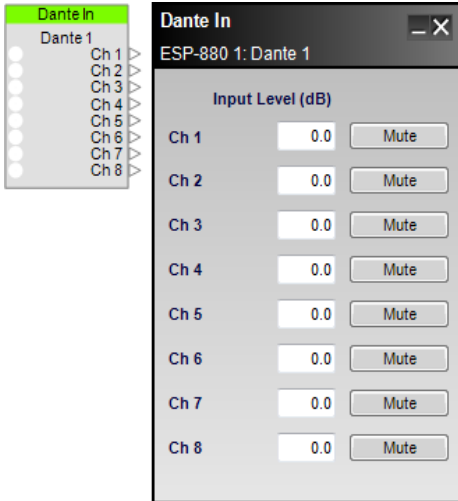 Dante In
Dante 1
Ch 1
Ch 2
Ch 3
Ch 4
Ch 5
Ch 6
Ch 7
Ch 8
Dante In
ESP-880 1: Dante 1
Input Level (dB)
Ch 1 0.0 Mute
Ch 2 0.0 Mute
Ch 3 0.0 Mute
Ch 4 0.0 Mute
Ch 5 0.0 Mute
Ch 6 0.0 Mute
Ch 7 0.0 Mute
Ch 8 0.0 Mute